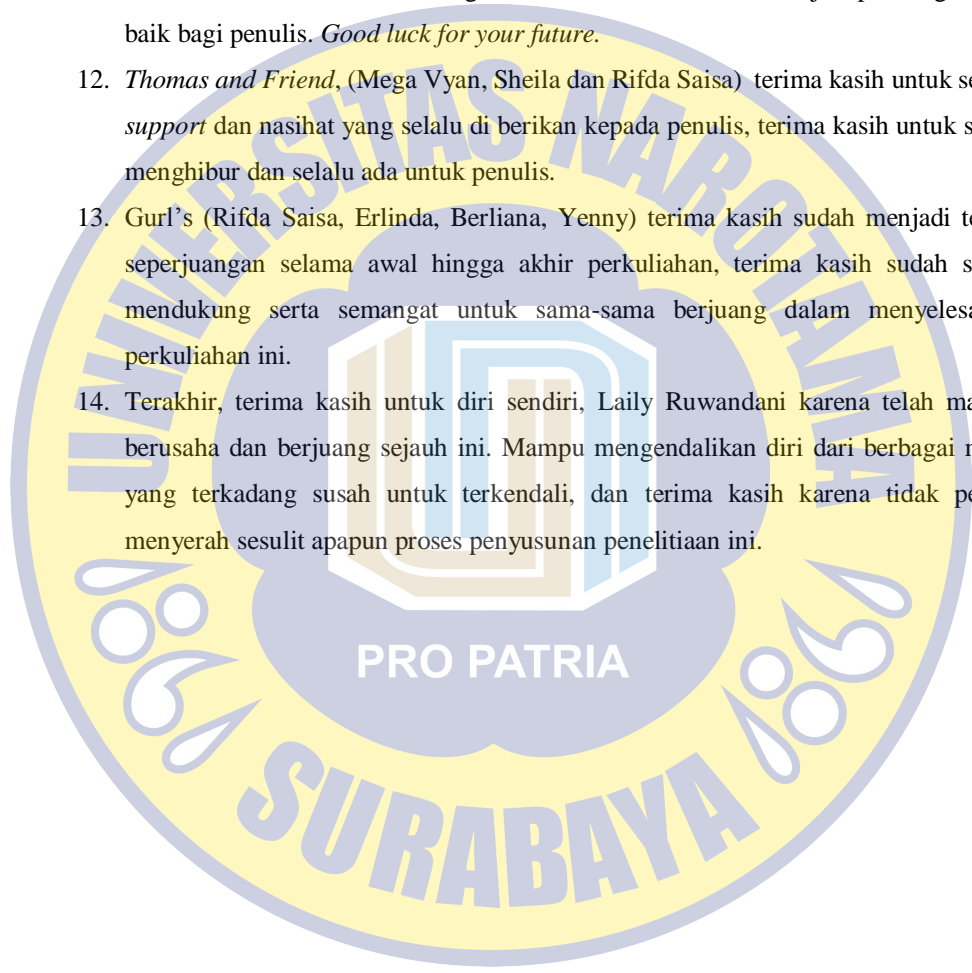 baik bagi penulis. Good luck for your future.
12. Thomas and Friend, (Mega Vyan, Sheila dan Rifda Saisa) terima kasih untuk
support dan nasihat yang selalu di berikan kepada penulis, terima kasih untuk
menghibur dan selalu ada untuk penulis.
13. Gurl's (Rifda Saisa, Erlinda, Berliana, Yenny) terima kasih sudah menjadi
seperjuangan selama awal hingga akhir perkuliahan, terima kasih sudah
mendukung serta semangat untuk sama-sama berjuang dalam
perkuliahan ini.
14. Terakhir, terima kasih untuk diri sendiri, Laily Ruwandani karena telah
berusaha dan berjuang sejauh ini. Mampu mengendalikan diri dari berbagai
yang terkadang susah untuk terkendali, dan terima kasih karena tidak
menyerah sesulit apapun proses penyusunan penelitiaan ini.
UNIVERSITAS NAROTAMA
PRO PATRIA
SURABAYA